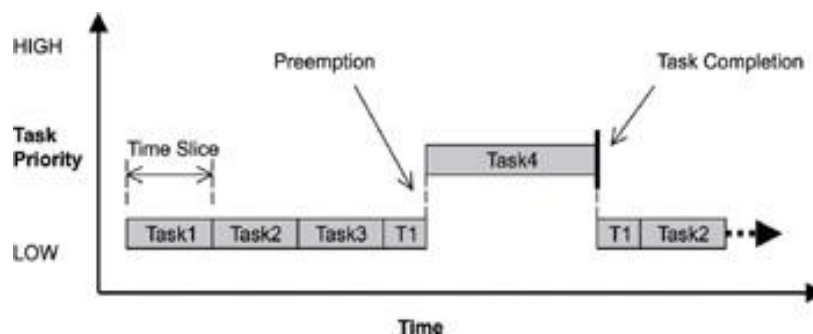 HIGH
Preemption
Task Completion
Task
Priority
Time Slice
Task4
Task1
Task2
Task3
T1
T1
Task2
LOW
Time